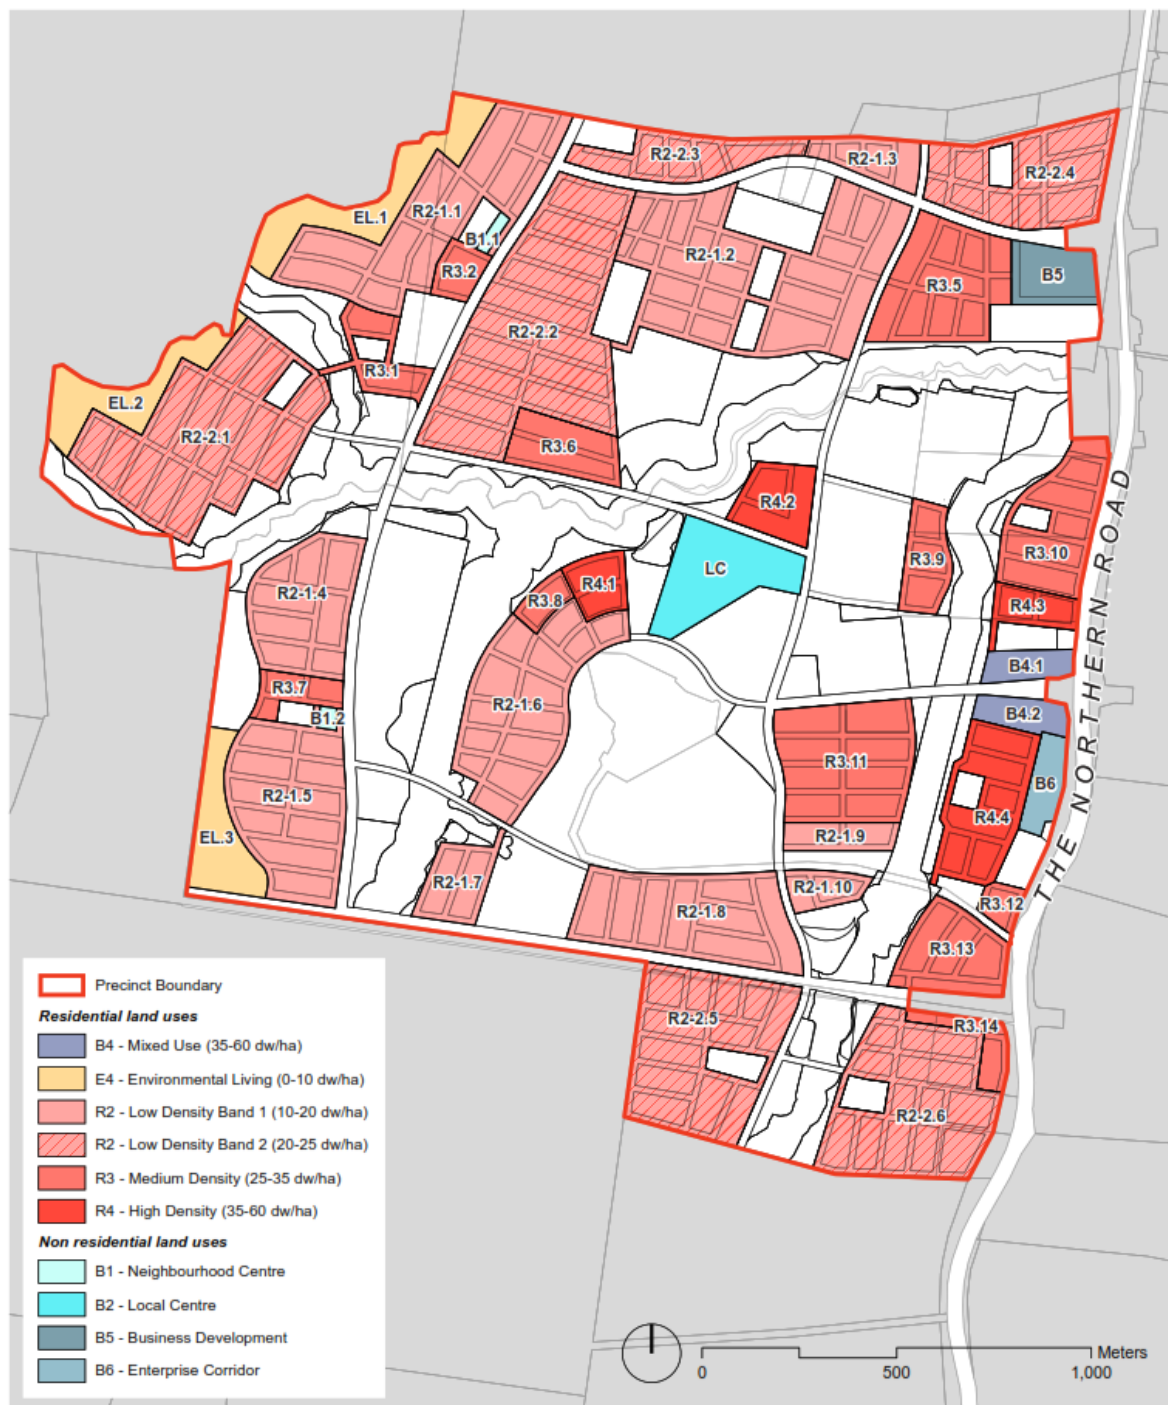 R2-2.3
R2-1.3
R2-2.4
EL.1
R2-1.1
B1.1
R3.2
R2-1.2
R3.5
B5
R2-2.2
R3.1
EL.2
R2-2.1
R3.6
R4.2
LC
R3.9
R3.10
R4.3
R2-1.4
R3.8
R4.1
B4.1
R3.7
B1.2
R2-1.6
B4.2
R3.11
B6
R2-1.5
R4.4
EL.3
R2-1.9
R2-1.7
R2-1.10
R3.12
R2-1.8
R3.13
R2-2.5
R3.14
R2-2.6
THE NORTHERN ROAD
Precinct Boundary
Residential land uses
B4 - Mixed Use (35-60 dw/ha)
E4 - Environmental Living (0-10 dw/ha)
R2 - Low Density Band 1 (10-20 dw/ha)
R2 - Low Density Band 2 (20-25 dw/ha)
R3 - Medium Density (25-35 dw/ha)
R4 - High Density (35-60 dw/ha)
Non residential land uses
B1 - Neighbourhood Centre
B2 - Local Centre
B5 - Business Development
B6 - Enterprise Corridor
Meters
0 500 1,000